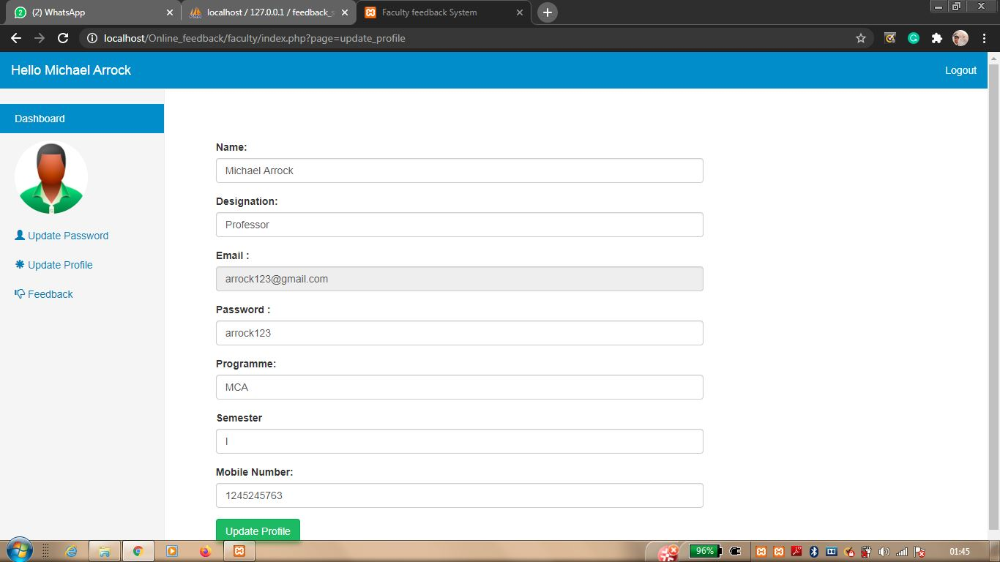 (2) WhatsApp
localhost / 127.0.0.1 / feedback_s
Faculty feedback System
localhost/Online_feedback/faculty/index.php?page=update_profile
Hello Michael Arrock
Logout
Dashboard
Update Password
Update Profile
Feedback
Name:
Michael Arrock
Designation:
Professor
Email :
arrock123@gmail.com
Password :
arrock123
Programme:
MCA
Semester
I
Mobile Number:
1245245763
Update Profile
96%
01:45